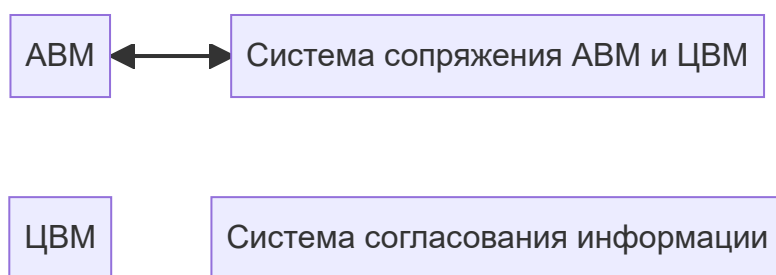 АВМ
Система сопряжения АВМ и ЦВМ
ЦВМ
Система согласования информации